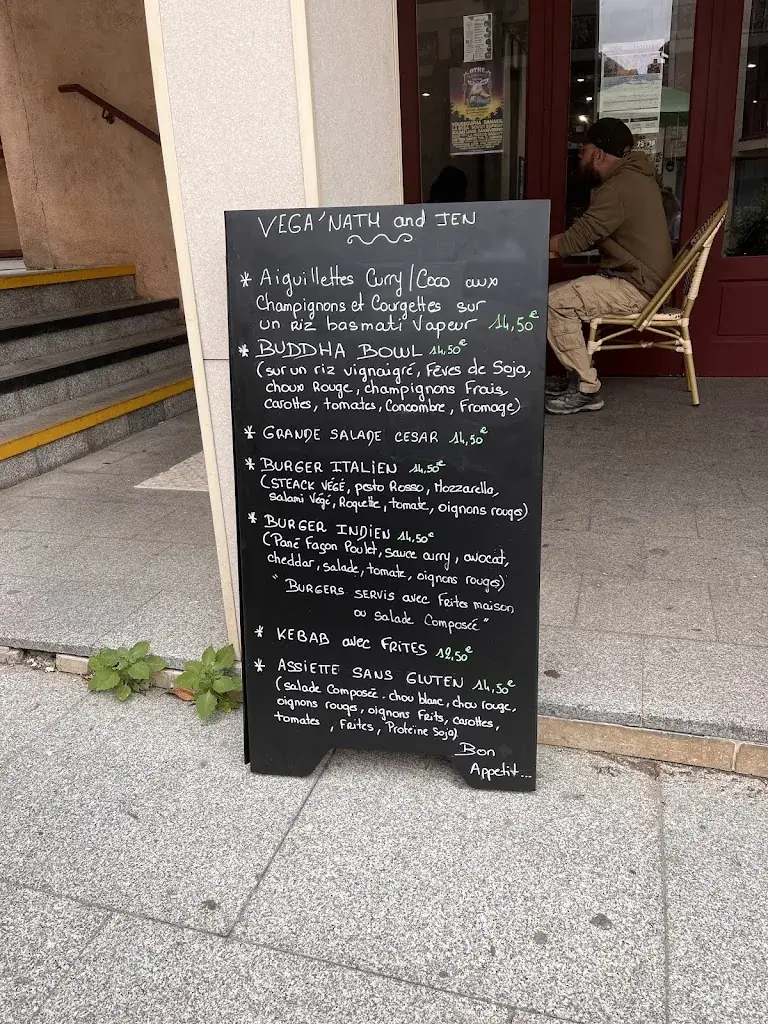 VEGA'NATH and JEN
* Aiguillettes Curry/Coco aux
Champignons et Courgettes sur
un riz basmati Vapeur 14,50€
* BUDDHA BOWL 14,50€
(sur un riz vignaigré, Fèves de Soja,
choux Rouge, champignons Frais,
carottes, tomates, Concombre, Fromage)
* GRANDE SALADE CESAR 14,50€
* BURGER ITALIEN 14,50€
(STEACK VÉGÉ, pesto Rosso, Mozzarella,
salami Végé, Roquette, tomate, oignons rouges)
* BURGER INDIEN 14,50€
(Pané Façon Poulet, sauce curry, avocat,
cheddar, salade, tomate, oignons rouges)
"BURGERS SERVIS avec Frites maison
ou salade Composée"
* KEBAB avec FRITES 12,50€
* ASSIETTE SANS GLUTEN 14,50€
(salade Composée - chou blanc, chou rouge,
oignons rouges, oignons Frits, carottes,
tomates , Frites, Proteïne Soja)
Bon
Appetit...